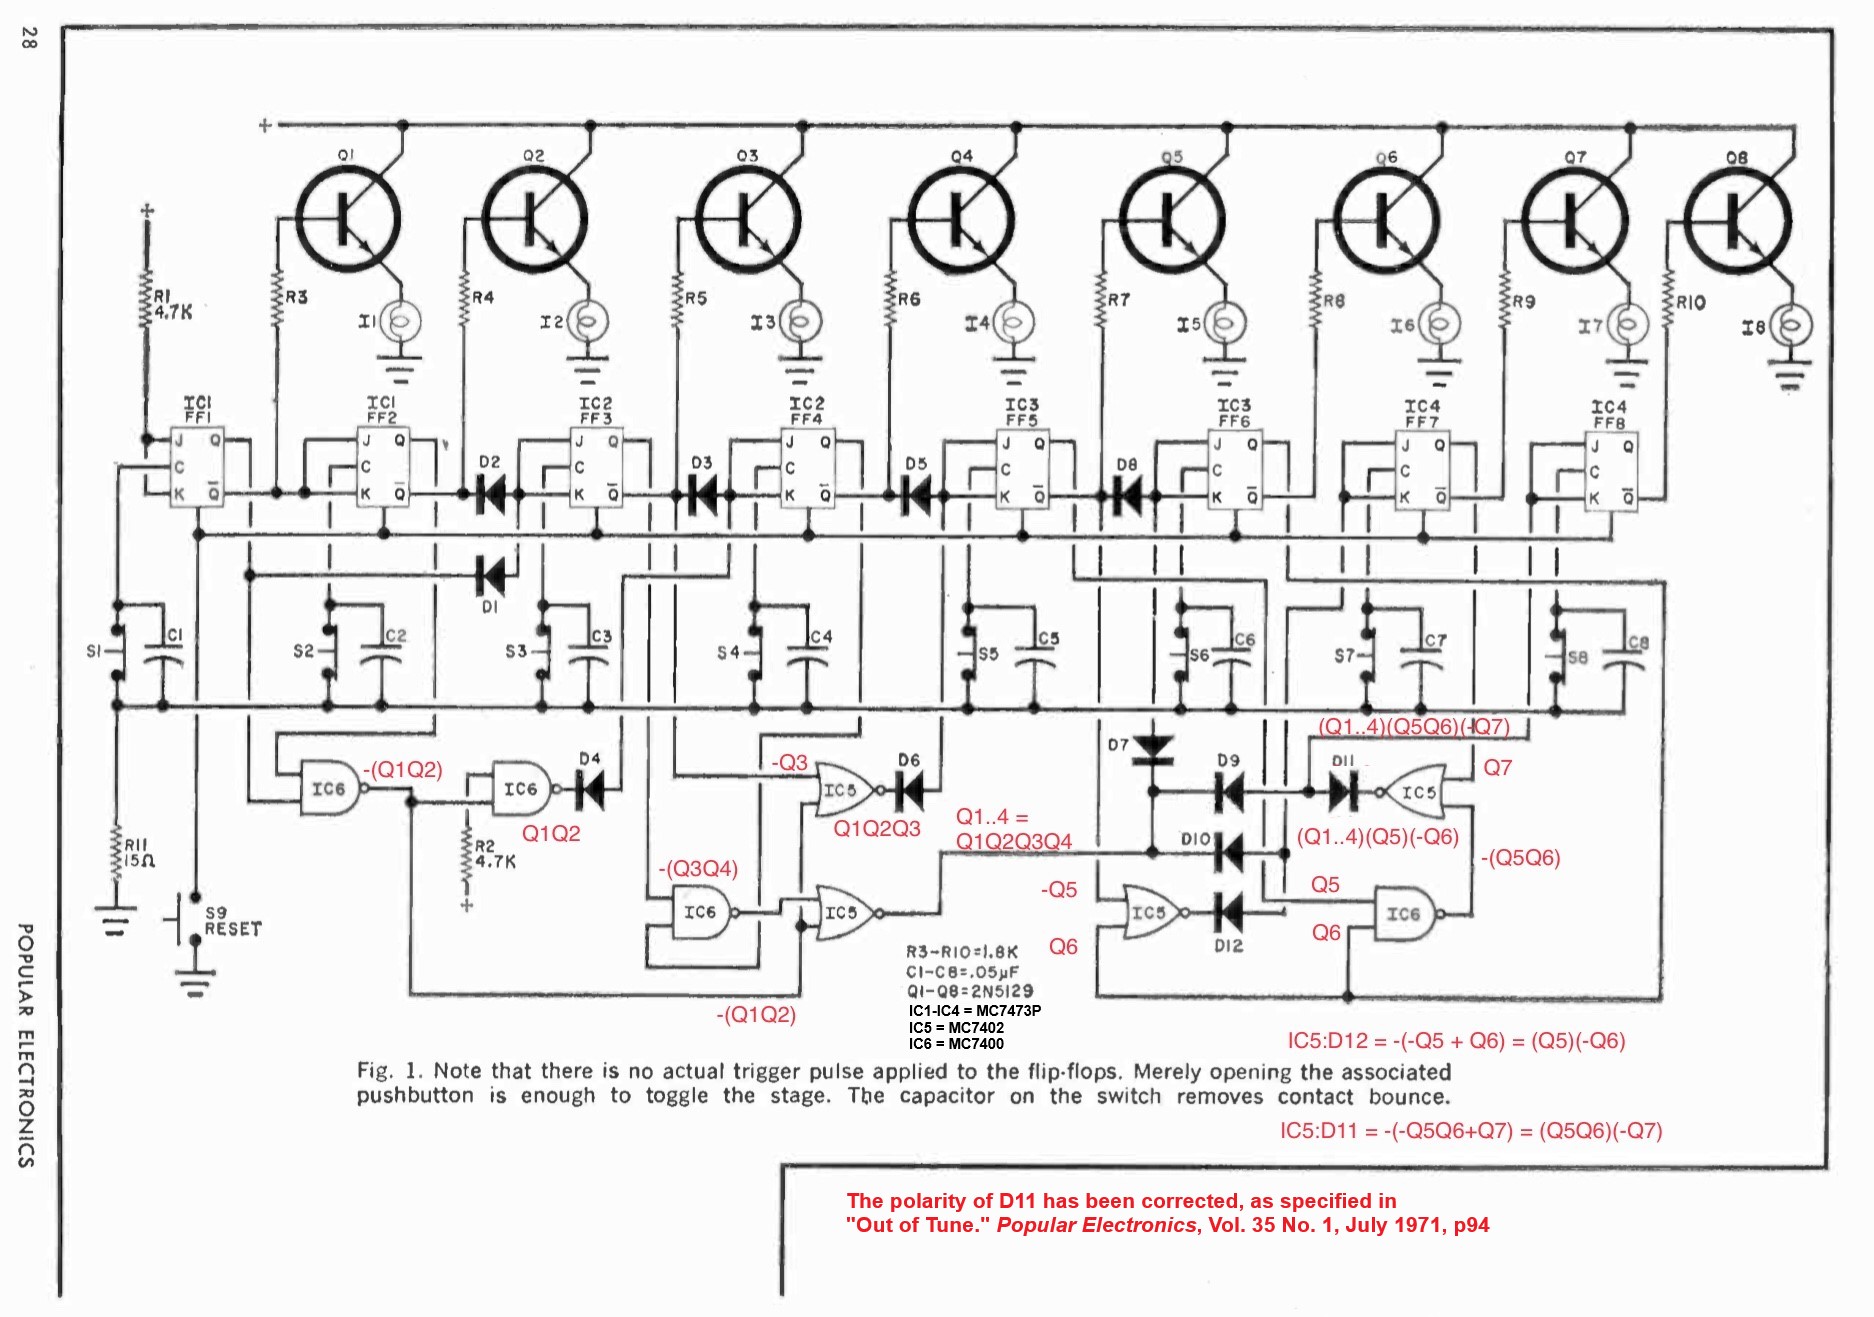 28
POPULAR ELECTRONICS
+
Q1
Q2
Q3
Q4
Q5
Q6
Q7
Q8
+
R1
4.7K
R3
I1
R4
I2
R5
I3
R6
I4
R7
I5
R8
I6
R9
I7
R10
I8
IC1
FF1
IC1
FF2
IC2
FF3
IC2
FF4
IC3
FF5
IC3
FF6
IC4
FF7
IC4
FF8
J Q
C
K Q̅
J Q
C
K Q̅
J Q
C
K Q̅
J Q
C
K Q̅
J Q
C
K Q̅
J Q
C
K Q̅
J Q
C
K Q̅
J Q
C
K Q̅
D2
D3
D5
D8
D1
S1
C1
S2
C2
S3
C3
S4
C4
S5
C5
S6
C6
S7
C7
S8
C8
(Q1..4)(Q5Q6)(-Q7)
D7
IC6
-(Q1Q2)
IC6
D4
Q1Q2
-Q3
IC5
D6
Q1Q2Q3
D9
D11
IC5
Q7
Q1..4 =
Q1Q2Q3Q4
D10
(Q1..4)(Q5)(-Q6)
-(Q5Q6)
R11
15Ω
R2
4.7K
+
-(Q3Q4)
IC6
IC5
-Q5
IC5
Q6
D12
Q5
Q6
IC6
S9
RESET
-(Q1Q2)
R3-R10=1.8K
C1-C8=.05µF
Q1-Q8=2N5129
IC1-IC4 = MC7473P
IC5 = MC7402
IC6 = MC7400
IC5:D12 = -(-Q5 + Q6) = (Q5)(-Q6)
Fig. 1. Note that there is no actual trigger pulse applied to the flip-flops. Merely opening the associated
pushbutton is enough to toggle the stage. The capacitor on the switch removes contact bounce.
IC5:D11 = -(-Q5Q6+Q7) = (Q5Q6)(-Q7)
The polarity of D11 has been corrected, as specified in
"Out of Tune." Popular Electronics, Vol. 35 No. 1, July 1971, p94